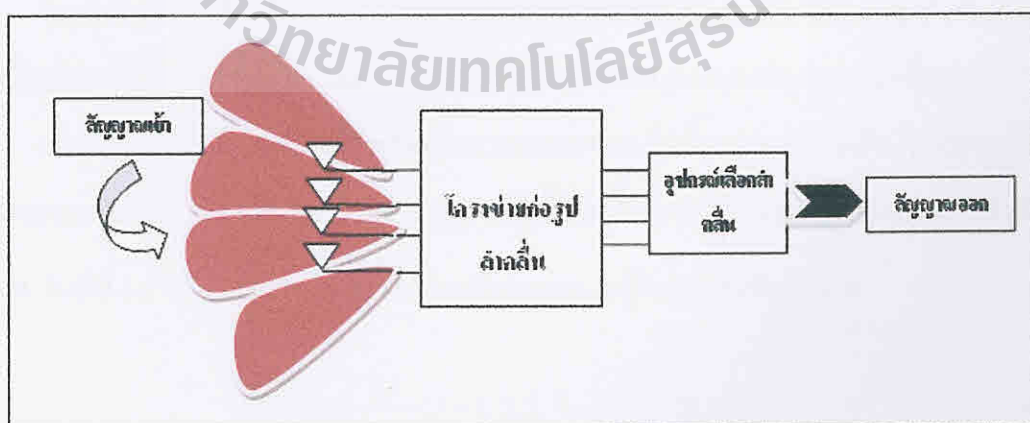 วิทยาลัยเทคโนโลยีสุร
สัญญาณเข้า
โครงข่ายก่อรูป
ลำคลื่น
อุปกรณ์เลือกลำ
คลื่น
สัญญาณออก